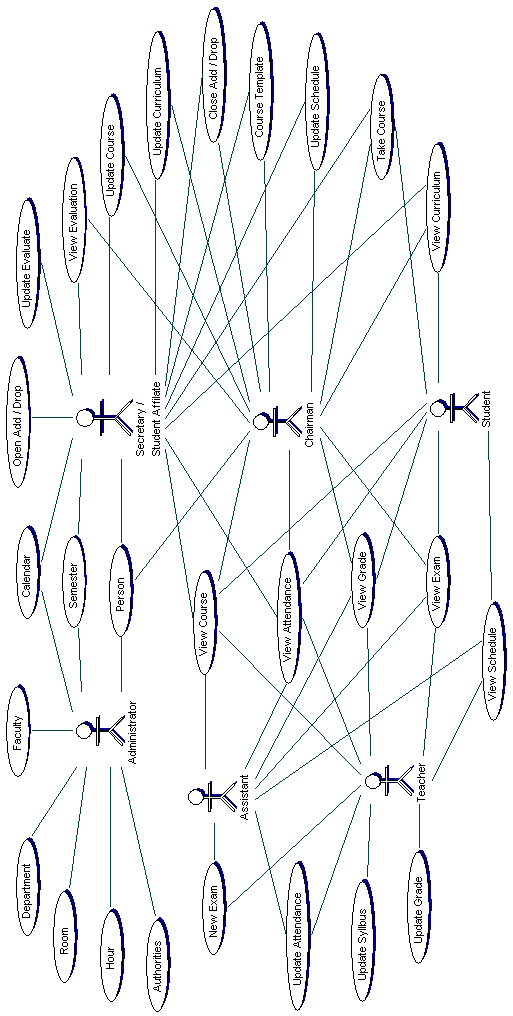 Department
Faculty
Calendar
Open Add / Drop
Update Evaluate
Room
Semester
View Evaluation
Hour
Person
Update Course
Administrator
Secretary /
Student Affilate
Authorities
Update Curriculum
New Exam
View Course
Close Add / Drop
Assistant
Course Template
Update Attendance
View Attendance
Chairman
Update Schedule
Update Syllbus
View Grade
Take Course
Update Grade
Teacher
View Exam
View Curriculum
View Schedule
Student